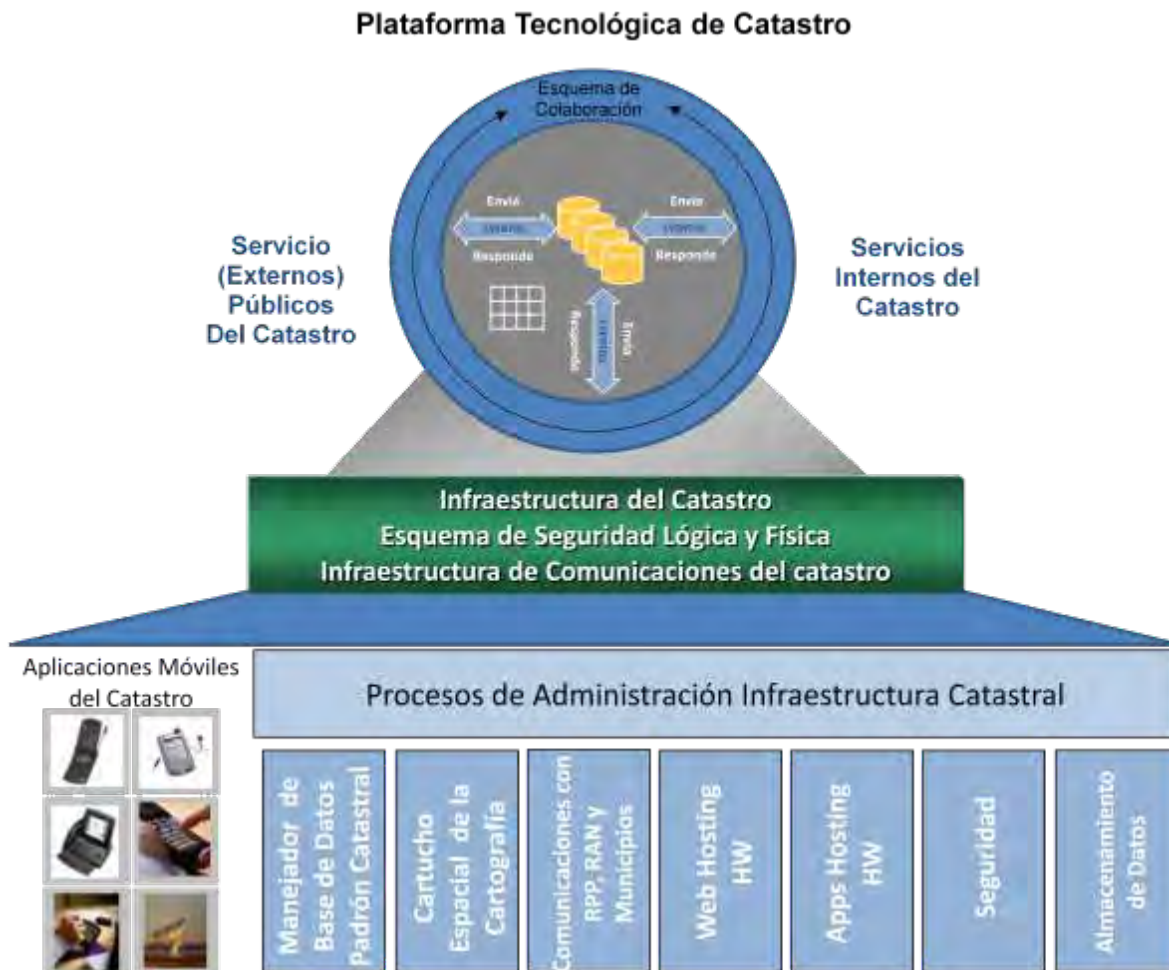 Plataforma Tecnológica de Catastro
Esquema de
Colaboración
Envió
Envío
Responde
Responde
Responde
Envía
Servicio
(Externos)
Públicos
Del Catastro
Servicios
Internos del
Catastro
Infraestructura del Catastro
Esquema de Seguridad Lógica y Física
Infraestructura de Comunicaciones del catastro
Aplicaciones Móviles
del Catastro
Procesos de Administración Infraestructura Catastral
Manejador de
Base de Datos
Padrón Catastral
Cartucho
Espacial de la
Cartografía
Comunicaciones con
RPP, RAN y
Municipios
Web Hosting
HW
Apps Hosting
HW
Seguridad
Almacenamiento
de Datos